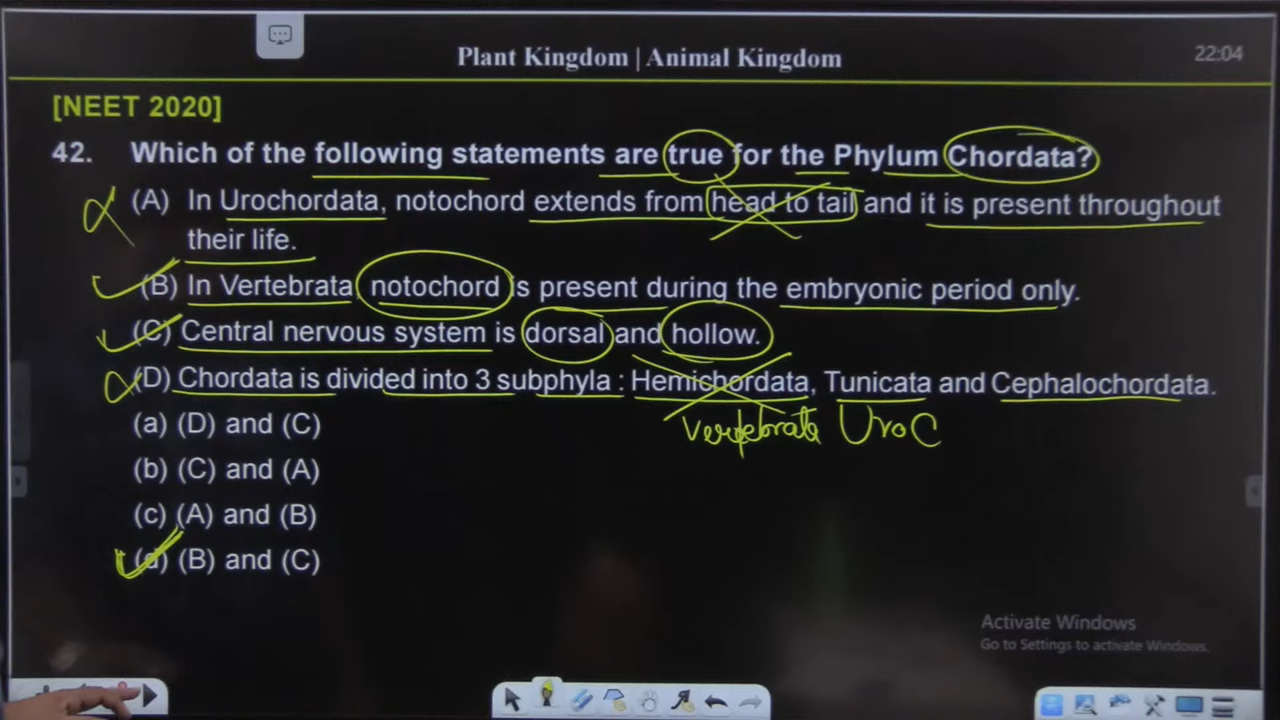 Plant Kingdom | Animal Kingdom
22:04
[NEET 2020]
42. Which of the following statements are true for the Phylum Chordata?
(A) In Urochordata, notochord extends from head to tail and it is present throughout
their life.
(B) In Vertebrata notochord is present during the embryonic period only.
(C) Central nervous system is dorsal and hollow.
(D) Chordata is divided into 3 subphyla : Hemichordata, Tunicata and Cephalochordata.
vertebrata UroC
(a) (D) and (C)
(b) (C) and (A)
(c) (A) and (B)
(d) (B) and (C)
Activate Windows
Go to Settings to activate Windows.